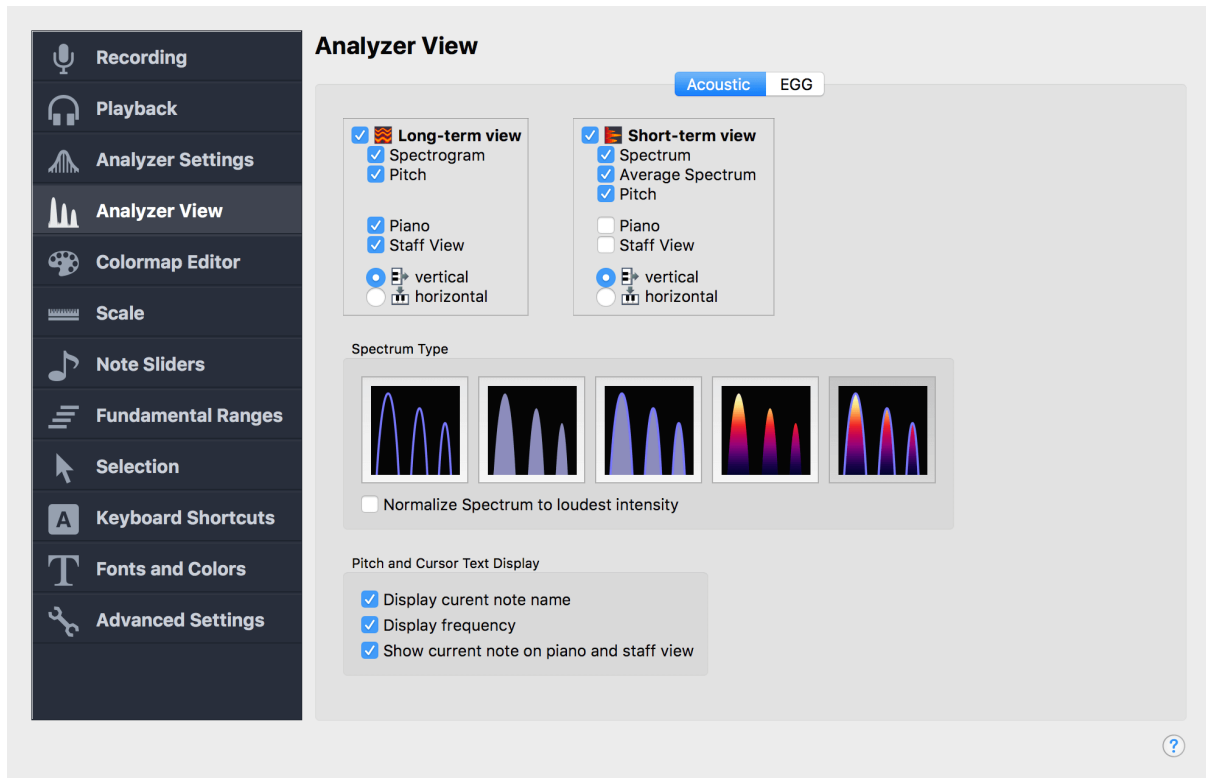 Recording
Playback
Analyzer Settings
Analyzer View
Colormap Editor
Scale
Note Sliders
Fundamental Ranges
Selection
A
Keyboard Shortcuts
T
Fonts and Colors
Advanced Settings
Analyzer View
Acoustic
EGG
Long-term view
Spectrogram
Pitch
Piano
Staff View
vertical
horizontal
Short-term view
Spectrum
Average Spectrum
Pitch
Piano
Staff View
vertical
horizontal
Spectrum Type
Normalize Spectrum to loudest intensity
Pitch and Cursor Text Display
Display curent note name
Display frequency
Show current note on piano and staff view
?